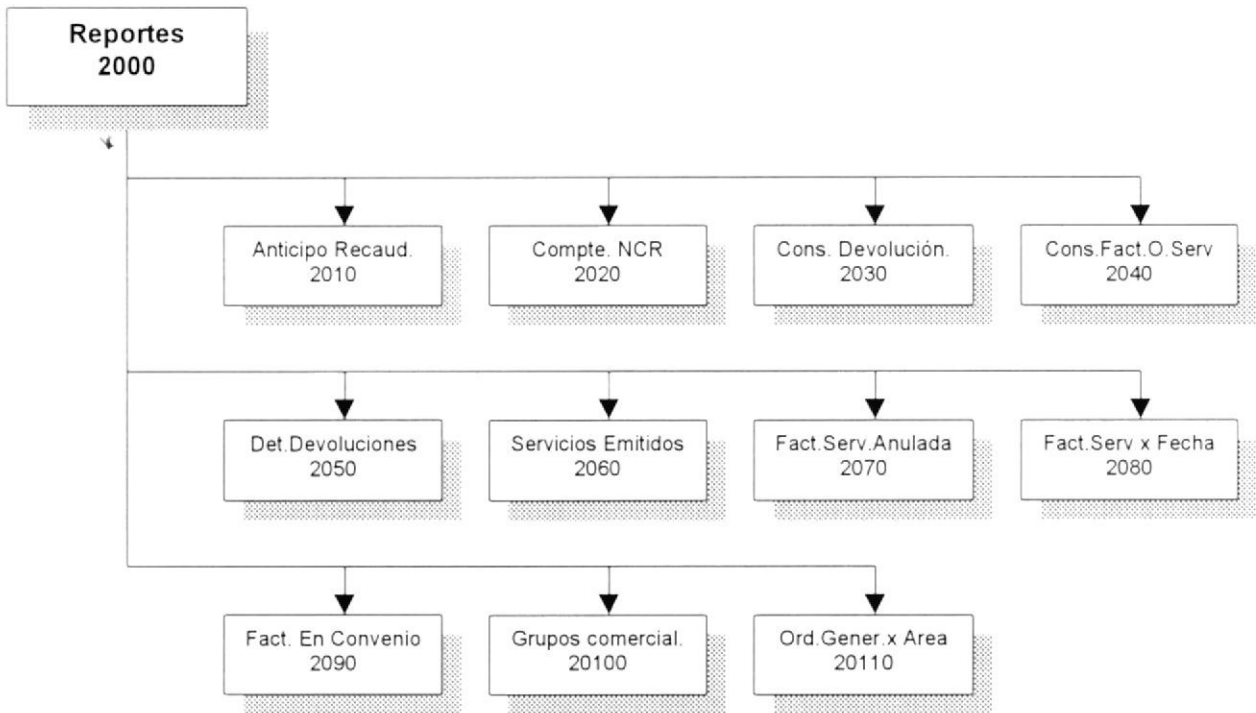 Reportes
2000
Anticipo Recaud.
2010
Compte. NCR
2020
Cons. Devolución.
2030
Cons.Fact.O.Serv
2040
Det.Devoluciones
2050
Servicios Emitidos
2060
Fact.Serv.Anulada
2070
Fact.Serv x Fecha
2080
Fact. En Convenio
2090
Grupos comercial.
20100
Ord.Gener.x Area
20110